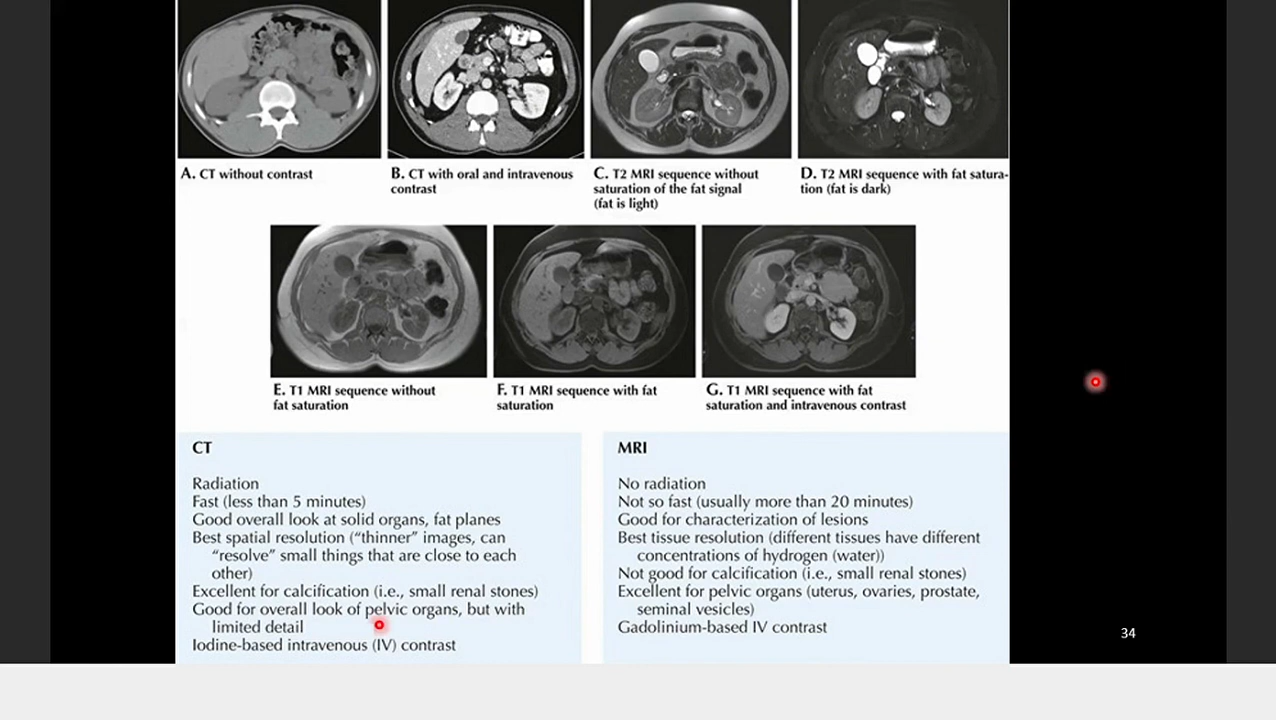 A. CT without contrast
B. CT with oral and intravenous
contrast
C. T2 MRI sequence without
saturation of the fat signal
(fat is light)
D. T2 MRI sequence with fat satura-
tion (fat is dark)
E. T1 MRI sequence without
fat saturation
F. T1 MRI sequence with fat
saturation
G. T1 MRI sequence with fat
saturation and intravenous contrast
CT
Radiation
Fast (less than 5 minutes)
Good overall look at solid organs, fat planes
Best spatial resolution (“thinner” images, can
“resolve” small things that are close to each
other)
Excellent for calcification (i.e., small renal stones)
Good for overall look of pelvic organs, but with
limited detail
Iodine-based intravenous (IV) contrast
MRI
No radiation
Not so fast (usually more than 20 minutes)
Good for characterization of lesions
Best tissue resolution (different tissues have different
concentrations of hydrogen (water))
Not good for calcification (i.e., small renal stones)
Excellent for pelvic organs (uterus, ovaries, prostate,
seminal vesicles)
Gadolinium-based IV contrast
34